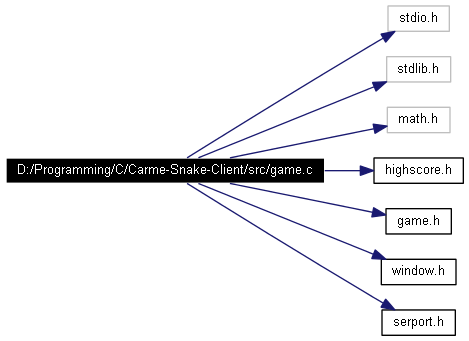 stdio.h
stdlib.h
math.h
D:/Programming/C/Carme-Snake-Client/src/game.c
highscore.h
game.h
window.h
serport.h